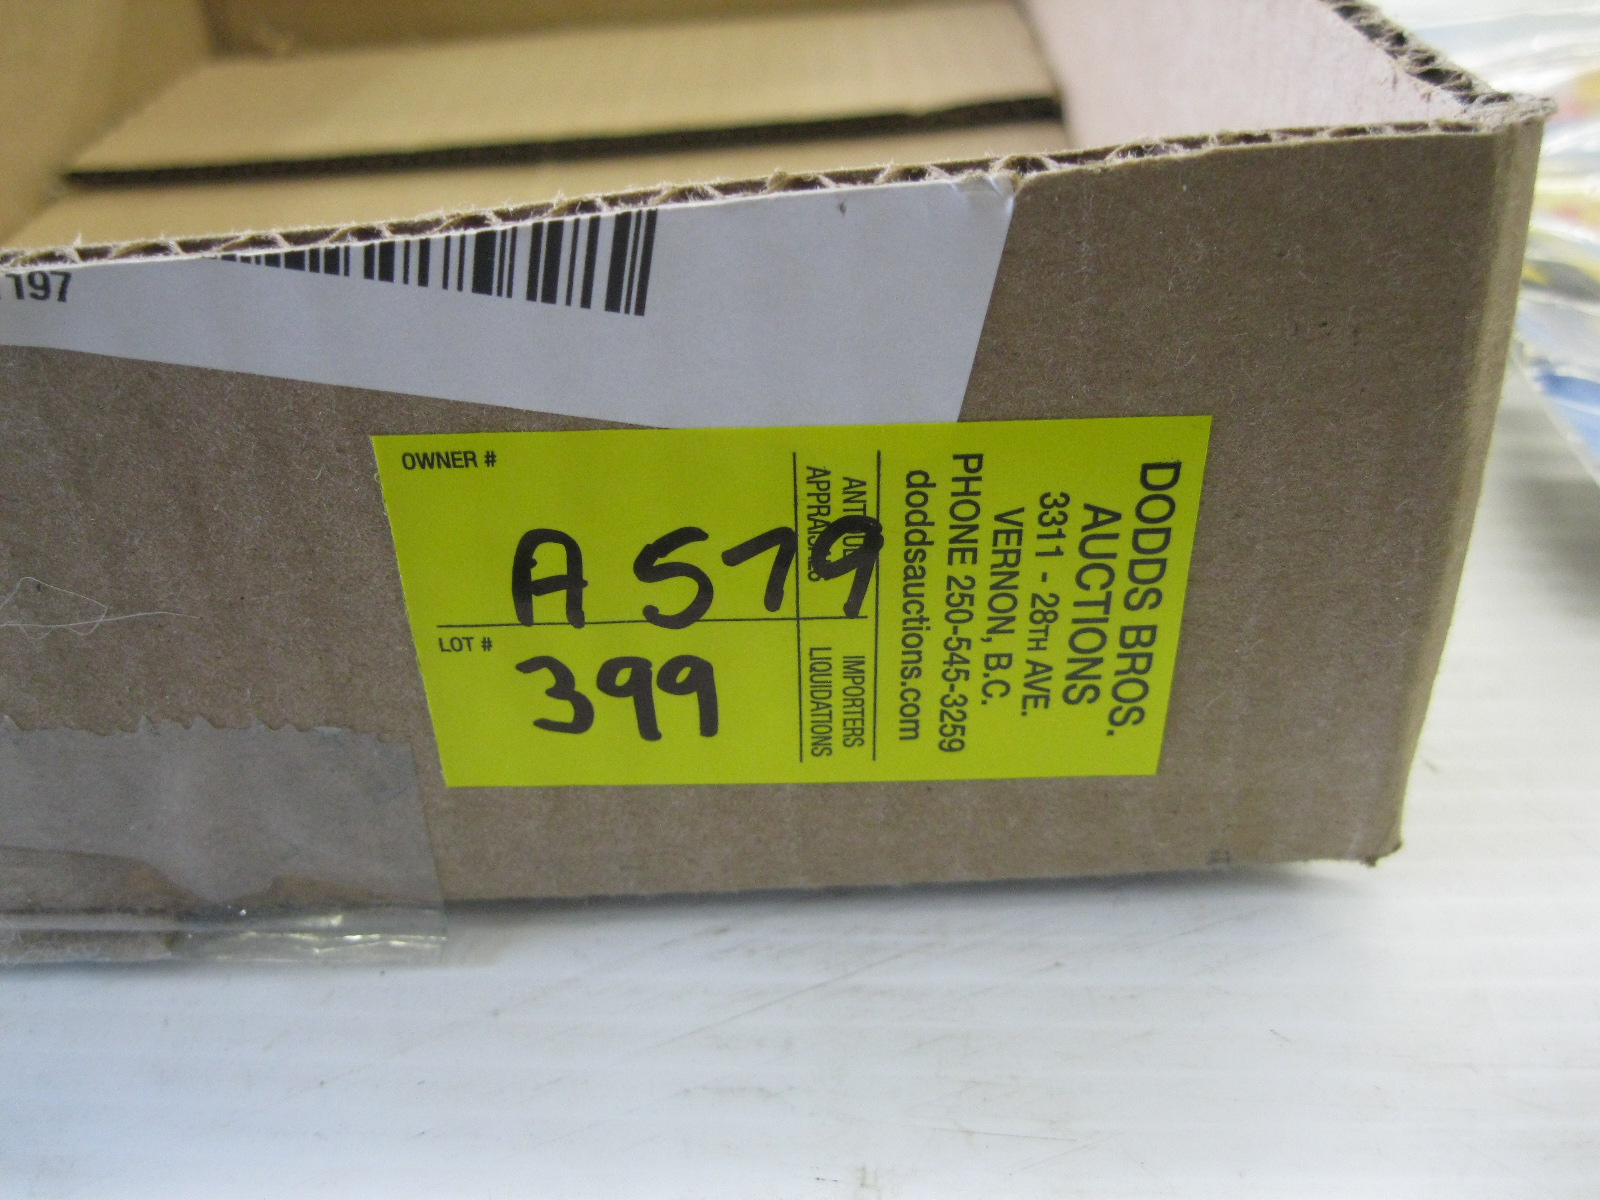 197
OWNER #
A 579
LOT #
399
ANTIQUES
APPRAISALS
IMPORTERS
LIQUIDATIONS
DODDS BROS.
AUCTIONS
3311 - 28TH AVE.
VERNON, B.C.
PHONE 250-545-3259
doddsauctions.com